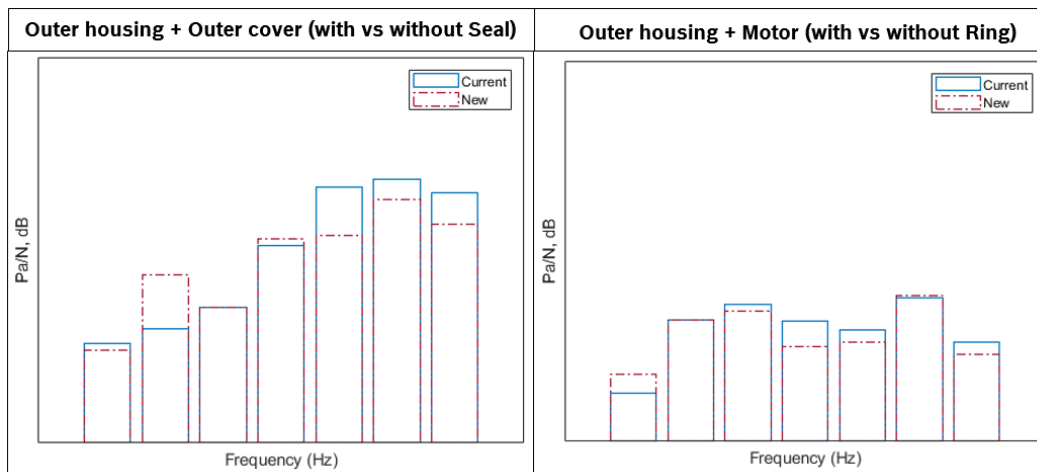 Outer housing + Outer cover (with vs without Seal)
Current
New
Pa/N, dB
Frequency (Hz)
Outer housing + Motor (with vs without Ring)
Current
New
Pa/N, dB
Frequency (Hz)